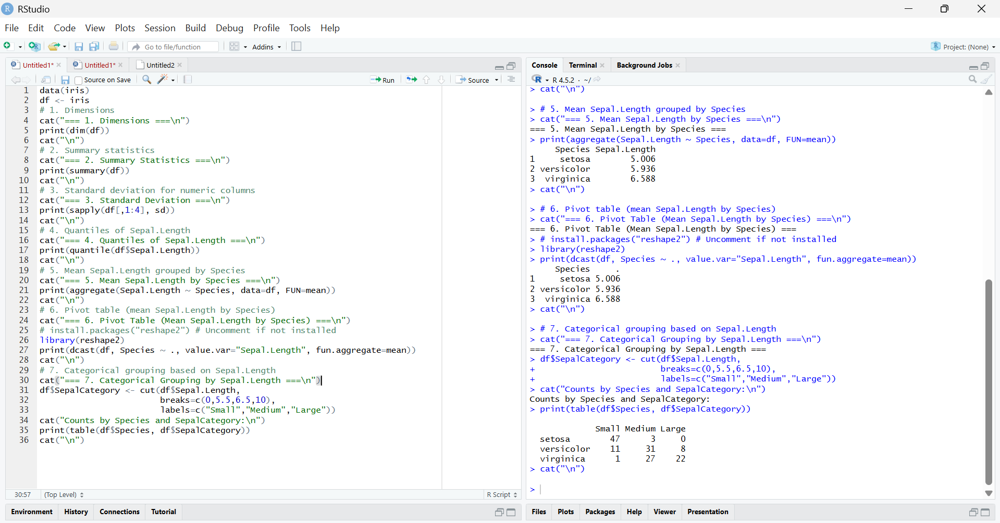 RStudio
File Edit Code View Plots Session Build Debug Profile Tools Help
Go to file/function Addins Project: (None)
Untitled1* Untitled1* Untitled2
Source on Save Run Source
1 data(iris)
2 df <- iris
3 # 1. Dimensions
4 cat("=== 1. Dimensions ===\n")
5 print(dim(df))
6 cat("\n")
7 # 2. Summary statistics
8 cat("=== 2. Summary Statistics ===\n")
9 print(summary(df))
10 cat("\n")
11 # 3. Standard deviation for numeric columns
12 cat("=== 3. Standard Deviation ===\n")
13 print(sapply(df[,1:4], sd))
14 cat("\n")
15 # 4. Quantiles of Sepal.Length
16 cat("=== 4. Quantiles of Sepal.Length ===\n")
17 print(quantile(df$Sepal.Length))
18 cat("\n")
19 # 5. Mean Sepal.Length grouped by Species
20 cat("=== 5. Mean Sepal.Length by Species ===\n")
21 print(aggregate(Sepal.Length ~ Species, data=df, FUN=mean))
22 cat("\n")
23 # 6. Pivot table (mean Sepal.Length by Species)
24 cat("=== 6. Pivot Table (Mean Sepal.Length by Species) ===\n")
25 # install.packages("reshape2") # Uncomment if not installed
26 library(reshape2)
27 print(dcast(df, Species ~ ., value.var="Sepal.Length", fun.aggregate=mean))
28 cat("\n")
29 # 7. Categorical grouping based on Sepal.Length
30 cat("=== 7. Categorical Grouping by Sepal.Length ===\n")
31 df$SepalCategory <- cut(df$Sepal.Length,
32                         breaks=c(0,5.5,6.5,10),
33                         labels=c("Small","Medium","Large"))
34 cat("Counts by Species and SepalCategory:\n")
35 print(table(df$Species, df$SepalCategory))
36 cat("\n")
30:57 (Top Level) R Script
Environment History Connections Tutorial
Console Terminal Background Jobs
R R 4.5.2 · ~/
> cat("\n")
> # 5. Mean Sepal.Length grouped by Species
> cat("=== 5. Mean Sepal.Length by Species ===\n")
=== 5. Mean Sepal.Length by Species ===
> print(aggregate(Sepal.Length ~ Species, data=df, FUN=mean))
     Species Sepal.Length
1     setosa        5.006
2 versicolor        5.936
3  virginica        6.588
> cat("\n")
> # 6. Pivot table (mean Sepal.Length by Species)
> cat("=== 6. Pivot Table (Mean Sepal.Length by Species) ===\n")
=== 6. Pivot Table (Mean Sepal.Length by Species) ===
> # install.packages("reshape2") # Uncomment if not installed
> library(reshape2)
> print(dcast(df, Species ~ ., value.var="Sepal.Length", fun.aggregate=mean))
     Species     .
1     setosa 5.006
2 versicolor 5.936
3  virginica 6.588
> cat("\n")
> # 7. Categorical grouping based on Sepal.Length
> cat("=== 7. Categorical Grouping by Sepal.Length ===\n")
=== 7. Categorical Grouping by Sepal.Length ===
> df$SepalCategory <- cut(df$Sepal.Length,
+                         breaks=c(0,5.5,6.5,10),
+                         labels=c("Small","Medium","Large"))
> cat("Counts by Species and SepalCategory:\n")
Counts by Species and SepalCategory:
> print(table(df$Species, df$SepalCategory))
             Small Medium Large
  setosa        47      3     0
  versicolor    11     31     8
  virginica      1     27    22
> cat("\n")
>
Files Plots Packages Help Viewer Presentation